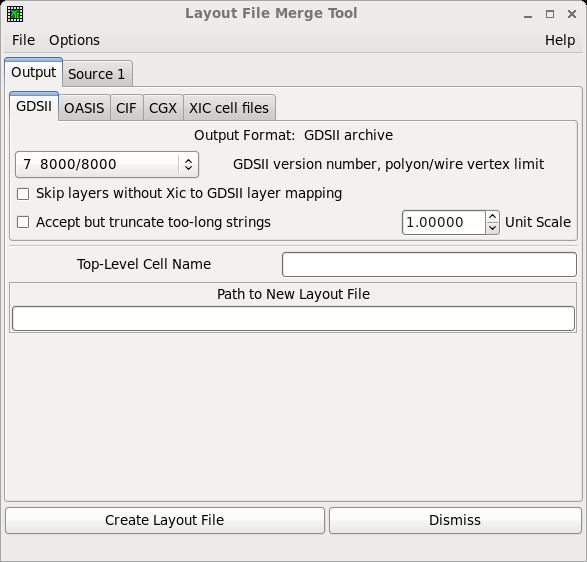 Layout File Merge Tool
File Options Help
Output Source 1
GDSII OASIS CIF CGX XIC cell files
Output Format: GDSII archive
7 8000/8000 GDSII version number, polyon/wire vertex limit
Skip layers without Xic to GDSII layer mapping
Accept but truncate too-long strings 1.00000 Unit Scale
Top-Level Cell Name
Path to New Layout File
Create Layout File Dismiss